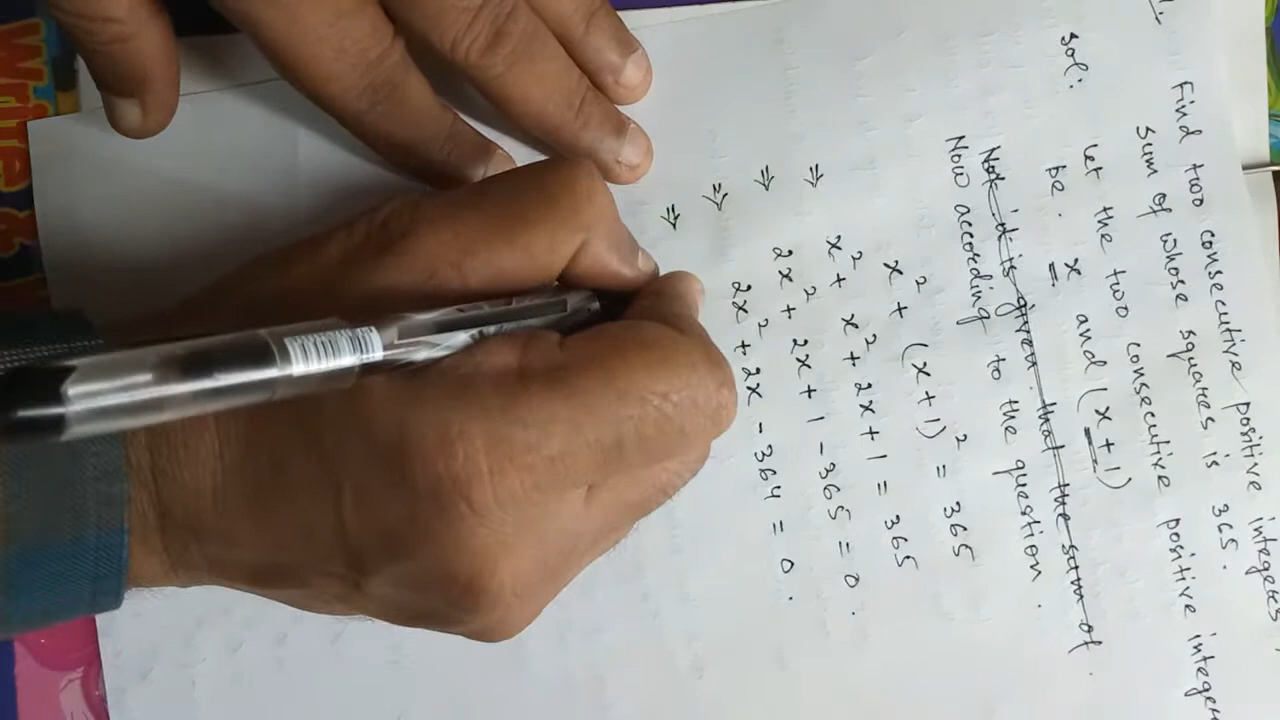 1.
Find two consecutive positive integers,
sum of whose squares is 365.
Sol:
Let the two consecutive positive integers
be. x and (x+1)
Not it is given. that the sum of
Now according to the question.
x² + (x+1)² = 365
⇒ x² + x² + 2x + 1 = 365
⇒ 2x² + 2x + 1 - 365 = 0.
⇒ 2x² + 2x - 364 = 0.
⇒